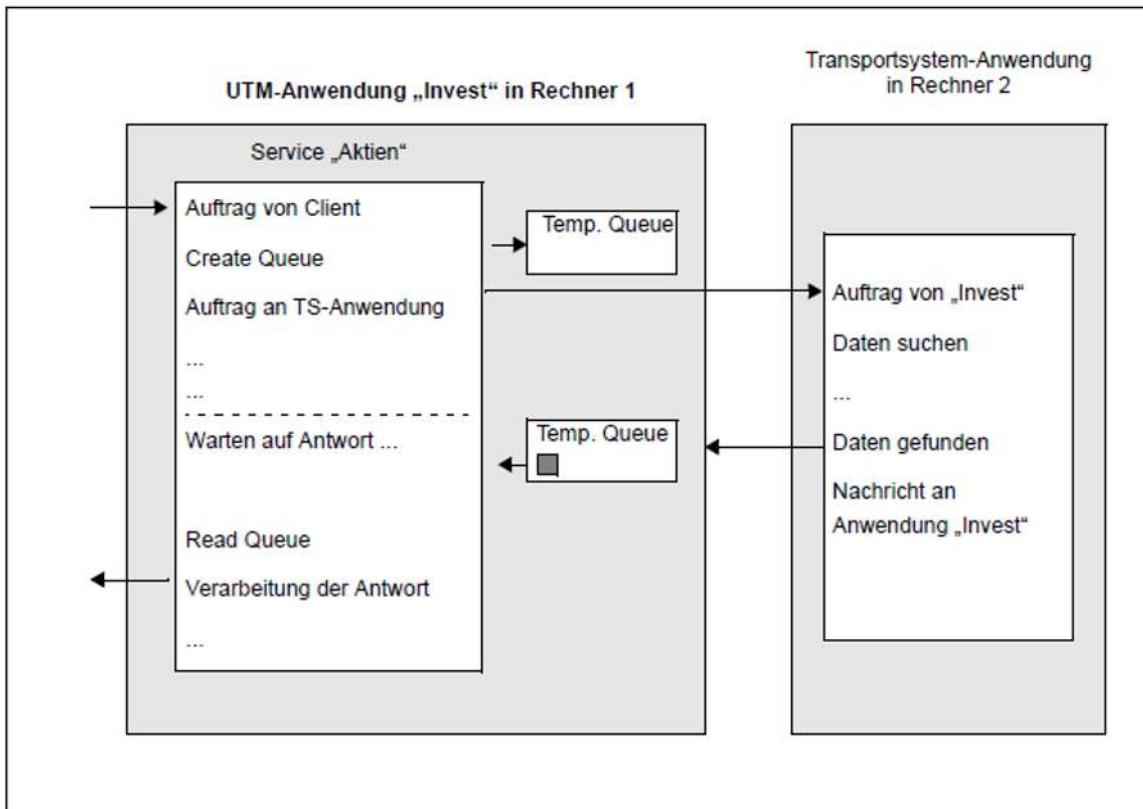 UTM-Anwendung „Invest“ in Rechner 1
Service „Aktien“
Auftrag von Client
Create Queue
Auftrag an TS-Anwendung
...
...
Warten auf Antwort ...
Read Queue
Verarbeitung der Antwort
...
Temp. Queue
Temp. Queue
Transportsystem-Anwendung
in Rechner 2
Auftrag von „Invest“
Daten suchen
...
Daten gefunden
Nachricht an
Anwendung „Invest“